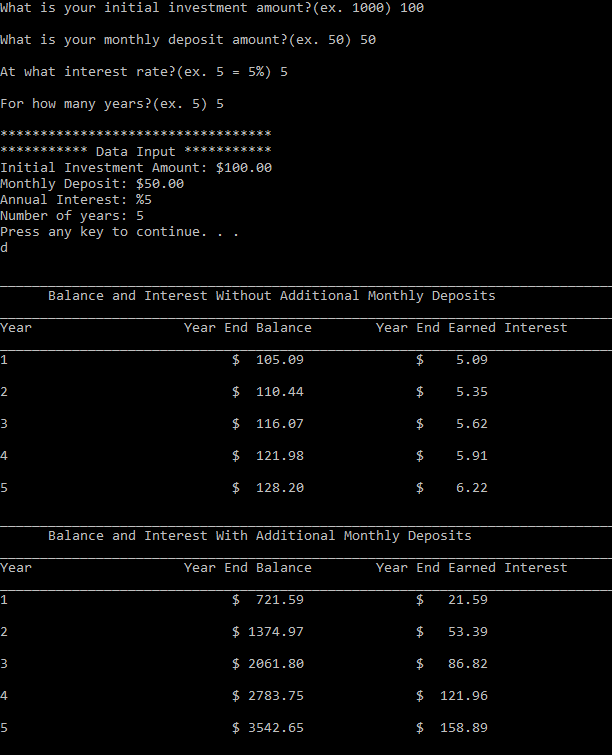 What is your initial investment amount?(ex. 1000) 100
What is your monthly deposit amount?(ex. 50) 50
At what interest rate?(ex. 5 = 5%) 5
For how many years?(ex. 5) 5
**********************************
*********** Data Input ***********
Initial Investment Amount: $100.00
Monthly Deposit: $50.00
Annual Interest: %5
Number of years: 5
Press any key to continue. . .
d
Balance and Interest Without Additional Monthly Deposits
Year Year End Balance Year End Earned Interest
1 $ 105.09 $ 5.09
2 $ 110.44 $ 5.35
3 $ 116.07 $ 5.62
4 $ 121.98 $ 5.91
5 $ 128.20 $ 6.22
Balance and Interest With Additional Monthly Deposits
Year Year End Balance Year End Earned Interest
1 $ 721.59 $ 21.59
2 $ 1374.97 $ 53.39
3 $ 2061.80 $ 86.82
4 $ 2783.75 $ 121.96
5 $ 3542.65 $ 158.89